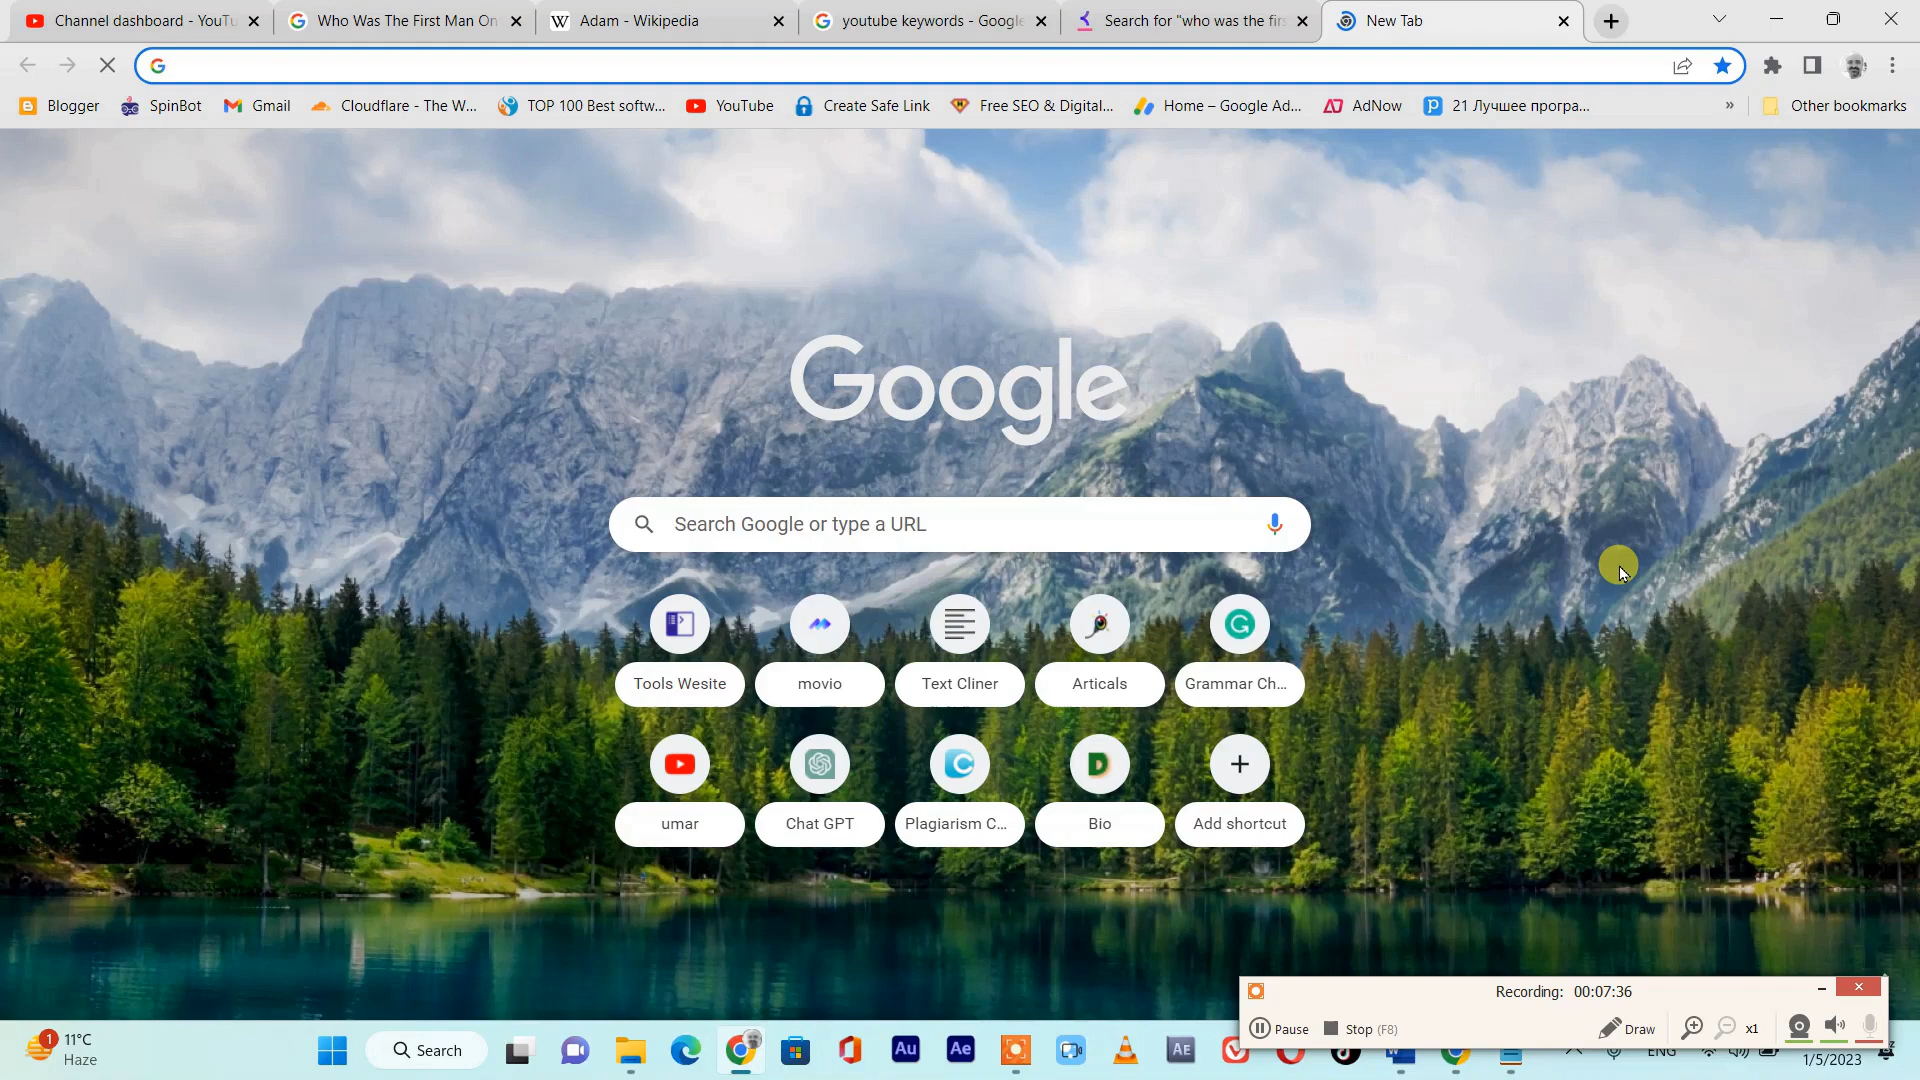 Channel dashboard - YouTu
Who Was The First Man On
Adam - Wikipedia
youtube keywords - Google
Search for "who was the firs
New Tab
Blogger
SpinBot
Gmail
Cloudflare - The W...
TOP 100 Best softw...
YouTube
Create Safe Link
Free SEO & Digital...
Home – Google Ad...
AdNow
21 Лучшее програ...
»
Other bookmarks
Google
Search Google or type a URL
Tools Wesite
movio
Text Cliner
Articals
Grammar Ch...
umar
Chat GPT
Plagiarism C...
Bio
Add shortcut
Recording: 00:07:36
Pause
Stop (F8)
Draw
x1
1
11°C
Haze
Search
Au
Ae
AE
ENG
1/5/2023